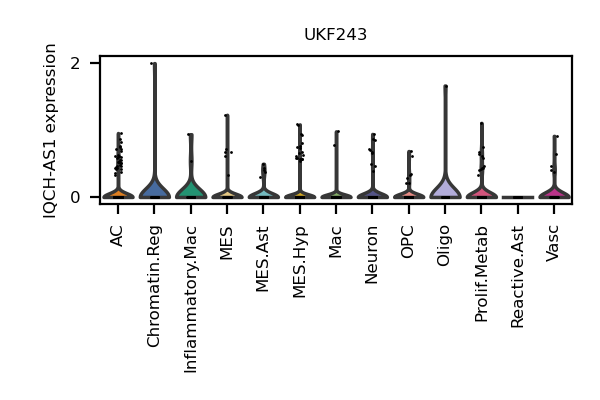 UKF243
IQCH-AS1 expression
2
0
AC
Chromatin.Reg
Inflammatory.Mac
MES
MES.Ast
MES.Hyp
Mac
Neuron
OPC
Oligo
Prolif.Metab
Reactive.Ast
Vasc